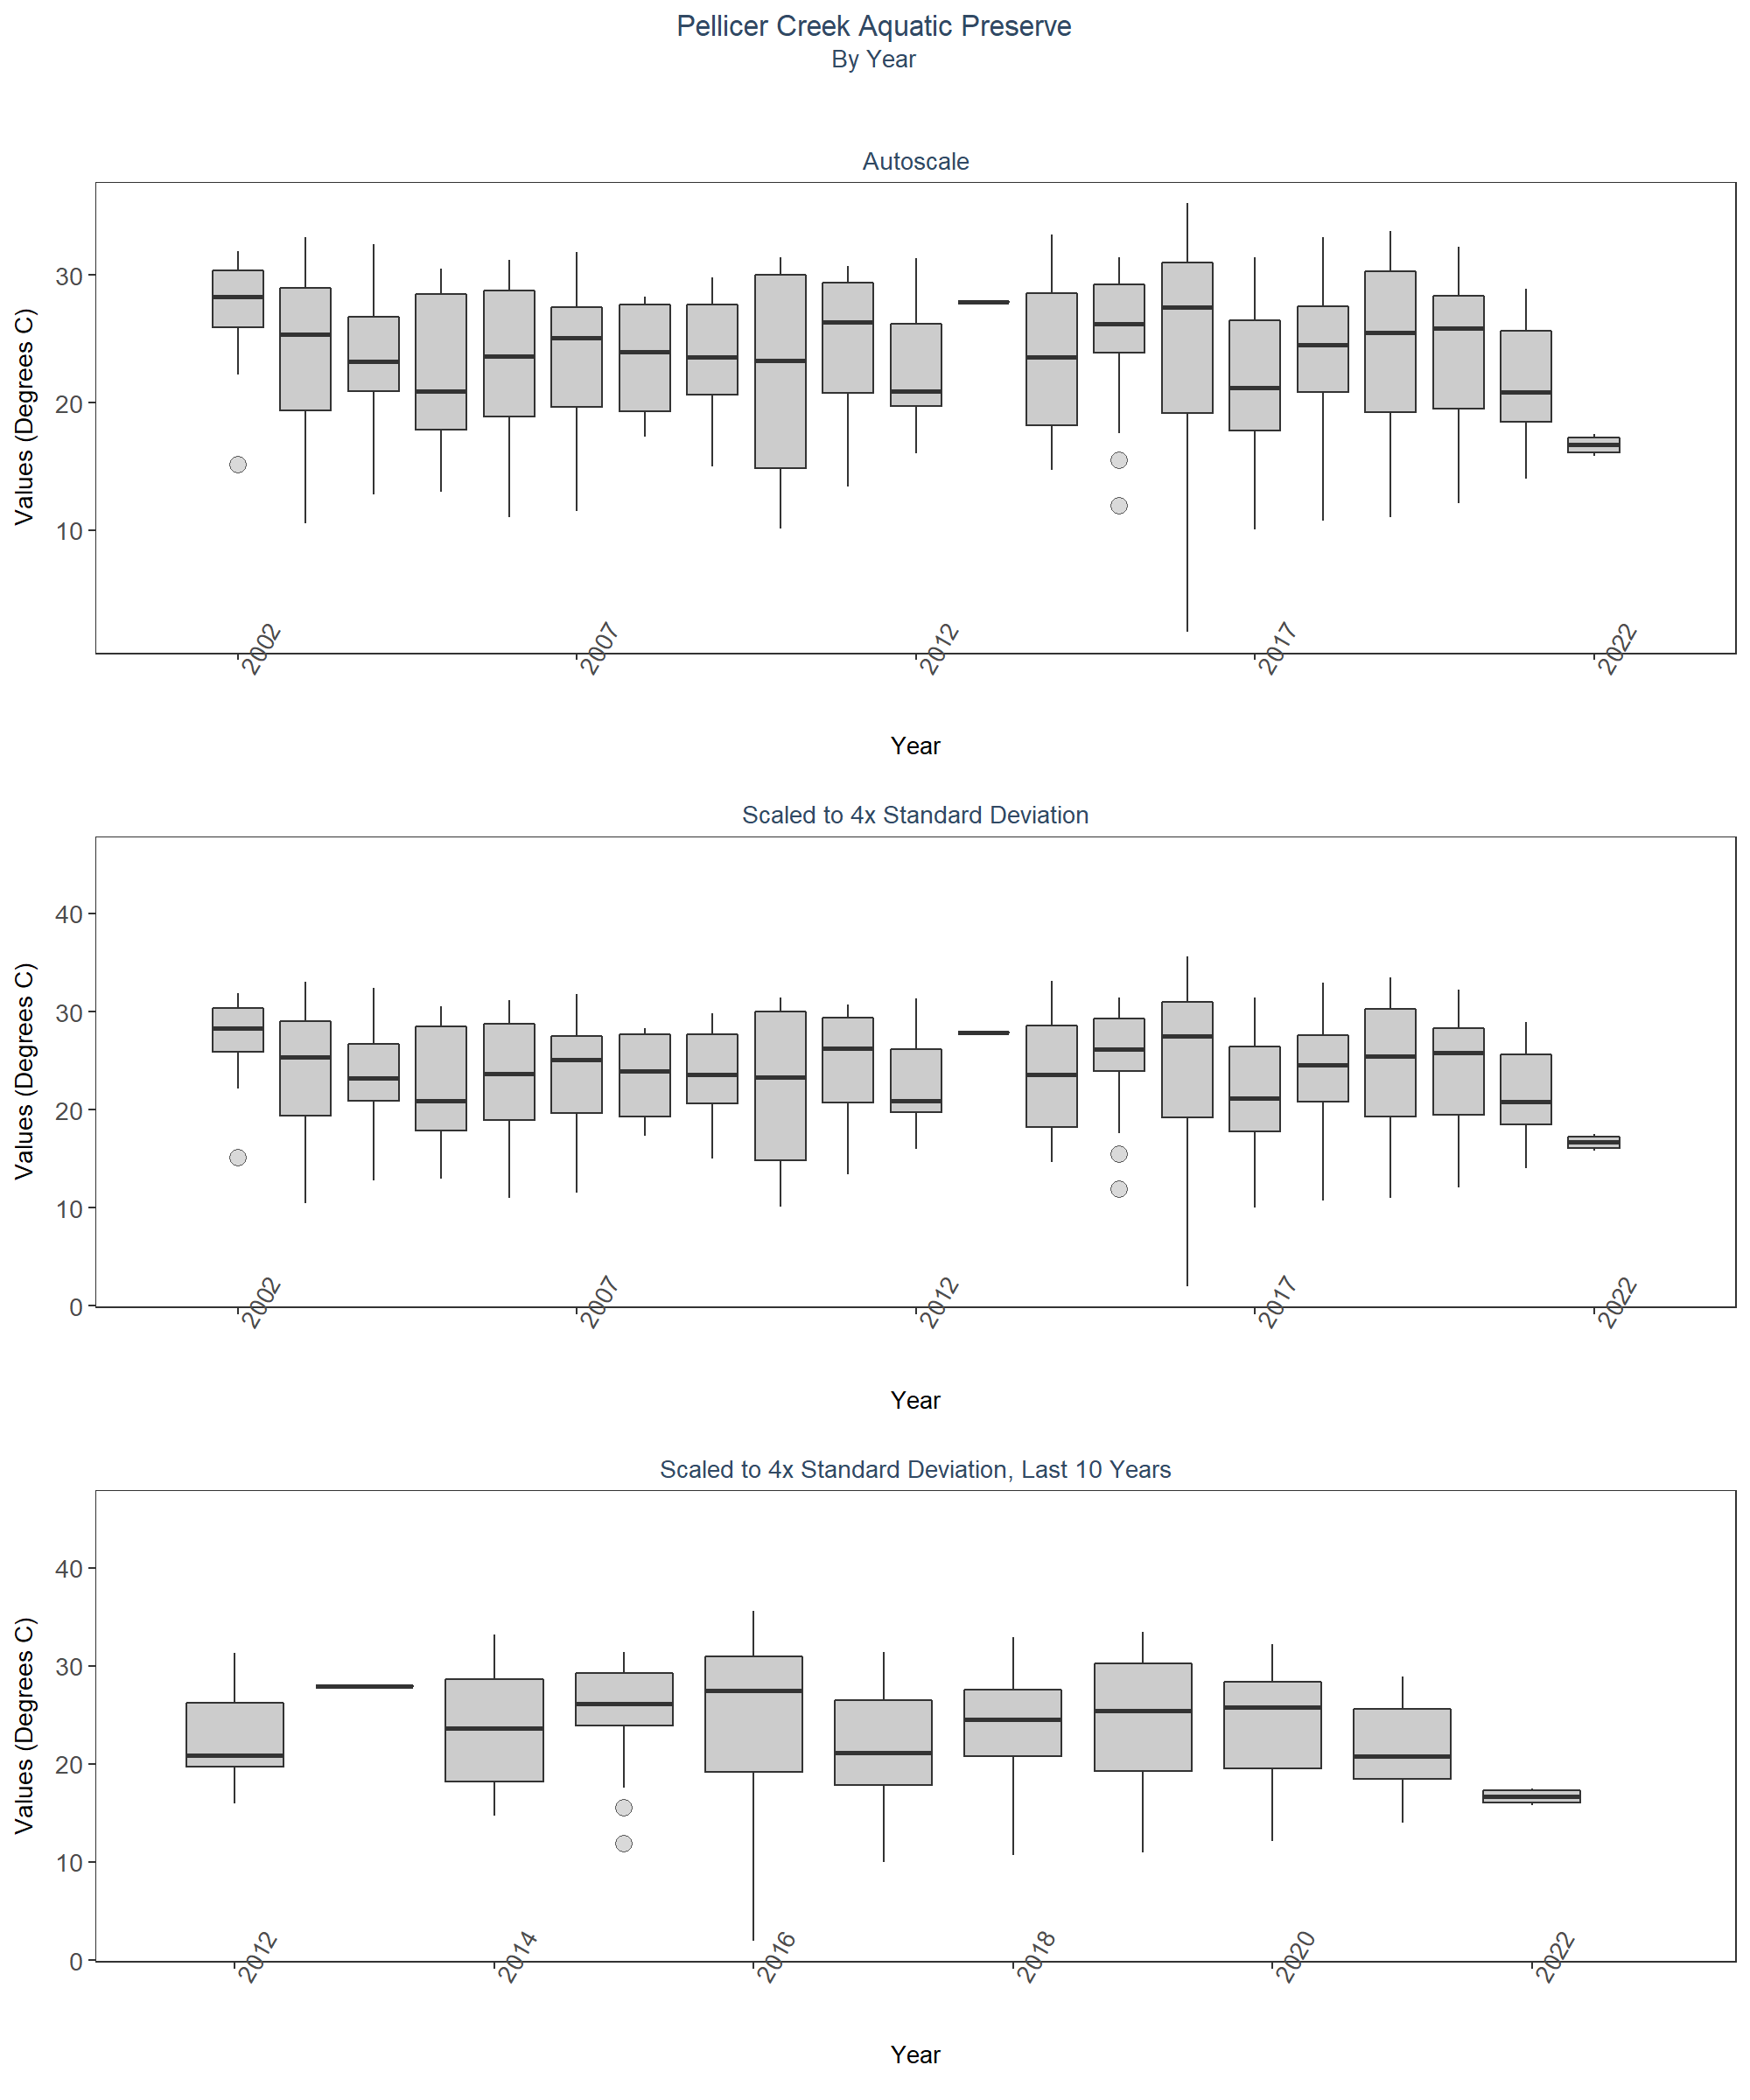 Pellicer Creek Aquatic Preserve
By Year
Autoscale
Values (Degrees C)
30
20
10
2002
2007
2012
2017
2022
Year
Scaled to 4x Standard Deviation
Values (Degrees C)
40
30
20
10
0
2002
2007
2012
2017
2022
Year
Scaled to 4x Standard Deviation, Last 10 Years
Values (Degrees C)
40
30
20
10
0
2012
2014
2016
2018
2020
2022
Year